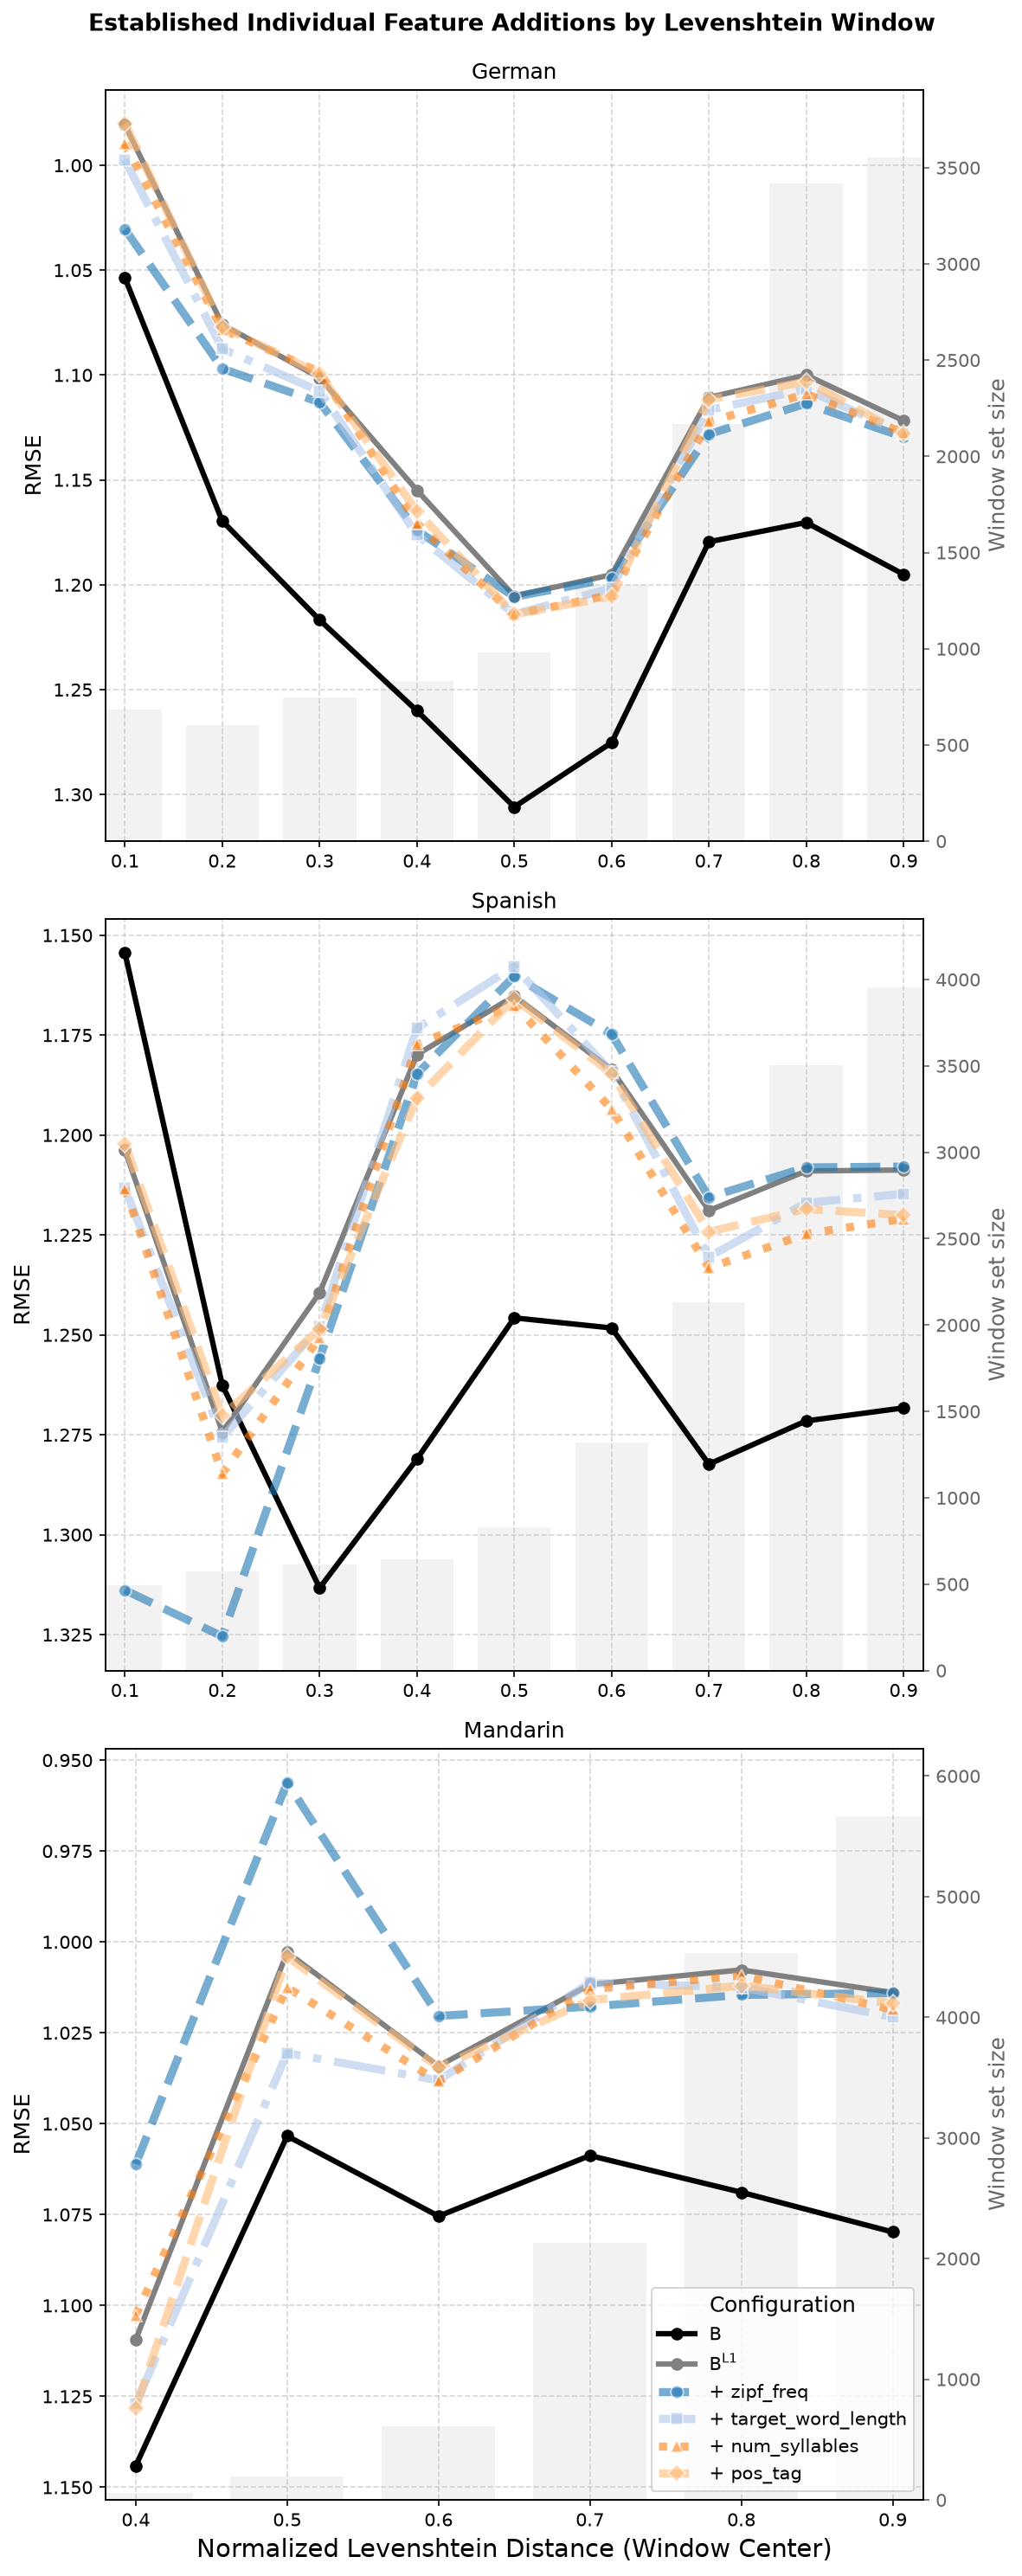 Established Individual Feature Additions by Levenshtein Window
German
RMSE
1.00
1.05
1.10
1.15
1.20
1.25
1.30
3500
3000
2500
2000
1500
1000
500
0
Window set size
0.1 0.2 0.3 0.4 0.5 0.6 0.7 0.8 0.9
Spanish
RMSE
1.150
1.175
1.200
1.225
1.250
1.275
1.300
1.325
4000
3500
3000
2500
2000
1500
1000
500
0
Window set size
0.1 0.2 0.3 0.4 0.5 0.6 0.7 0.8 0.9
Mandarin
RMSE
0.950
0.975
1.000
1.025
1.050
1.075
1.100
1.125
1.150
6000
5000
4000
3000
2000
1000
0
Window set size
Configuration
B
B^L1
+ zipf_freq
+ target_word_length
+ num_syllables
+ pos_tag
0.4 0.5 0.6 0.7 0.8 0.9
Normalized Levenshtein Distance (Window Center)